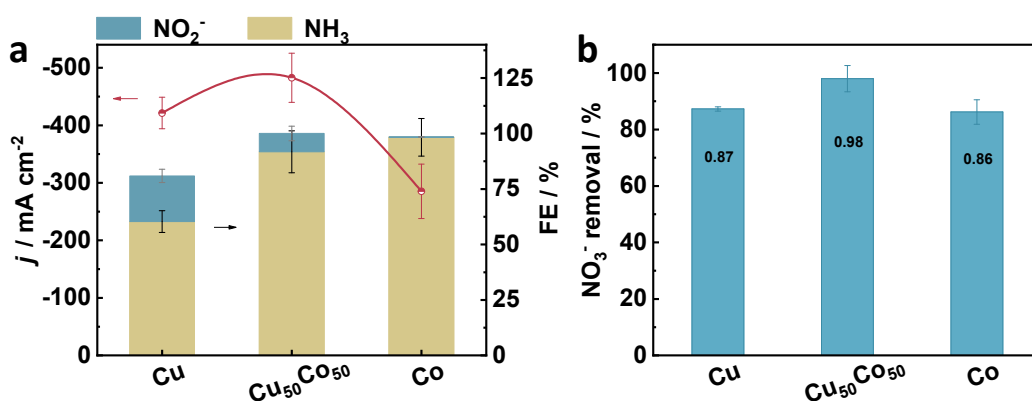 NO₂⁻ NH₃
a
j / mA cm⁻²
-500
-400
-300
-200
-100
0
125
100
75
50
25
0
FE / %
Cu Cu₅₀Co₅₀ Co
b
NO₃⁻ removal / %
100
80
60
40
20
0
0.87 0.98 0.86
Cu Cu₅₀Co₅₀ Co